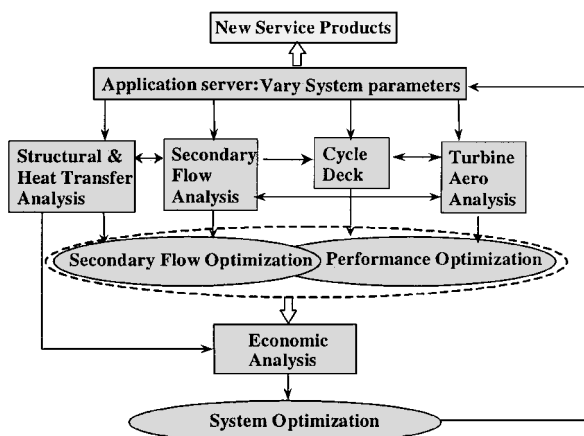 New Service Products
Application server:Vary System parameters
Structural &
Heat Transfer
Analysis
Secondary
Flow
Analysis
Cycle
Deck
Turbine
Aero
Analysis
Secondary Flow Optimization
Performance Optimization
Economic
Analysis
System Optimization